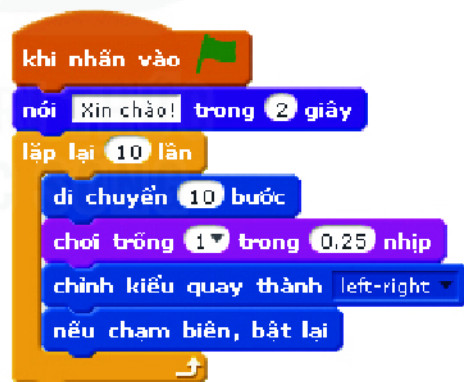 khi nhấn vào
nói Xin chào! trong 2 giây
lặp lại 10 lần
di chuyển 10 bước
chơi trống 1 trong 0.25 nhịp
chỉnh kiểu quay thành left-right
nếu chạm biên, bật lại